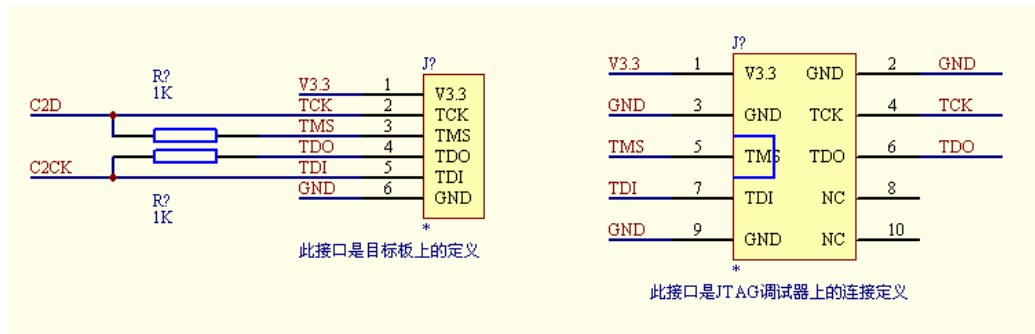 J?
R?
1K
V3.3 1 V3.3
C2D TCK 2 TCK
TMS 3 TMS
TDO 4 TDO
C2CK TDI 5 TDI
GND 6 GND
R?
1K
*
此接口是目标板上的定义
J?
V3.3 1 V3.3 GND 2 GND
GND 3 GND TCK 4 TCK
TMS 5 TMS TDO 6 TDO
TDI 7 TDI NC 8
GND 9 GND NC 10
*
此接口是JTAG调试器上的连接定义